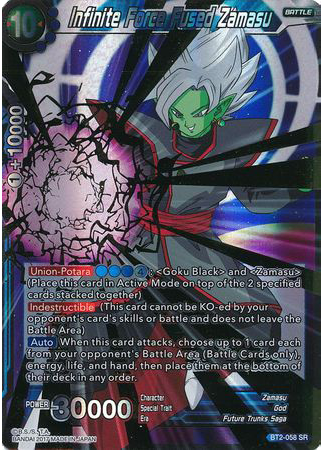 10 Infinite Force Fused Zamasu BATTLE
1+10000
Union-Potara 4 : <Goku Black> and <Zamasu>
(Place this card in Active Mode on top of the 2 specified
cards stacked together)
Indestructible (This card cannot be KO-ed by your
opponent's card's skills or Battle and does not leave the
Battle Area)
Auto When this card attacks, choose up to 1 card each
from your opponent's Battle Area (Battle Cards only),
energy, life, and hand, then place them at the bottom of
their deck in any order.
Character Zamasu
POWER 30000 Special Trait God
Era Future Trunks Saga
©B.S./S., T.A.
BANDAI 2017 MADE IN JAPAN
BT2-058 SR